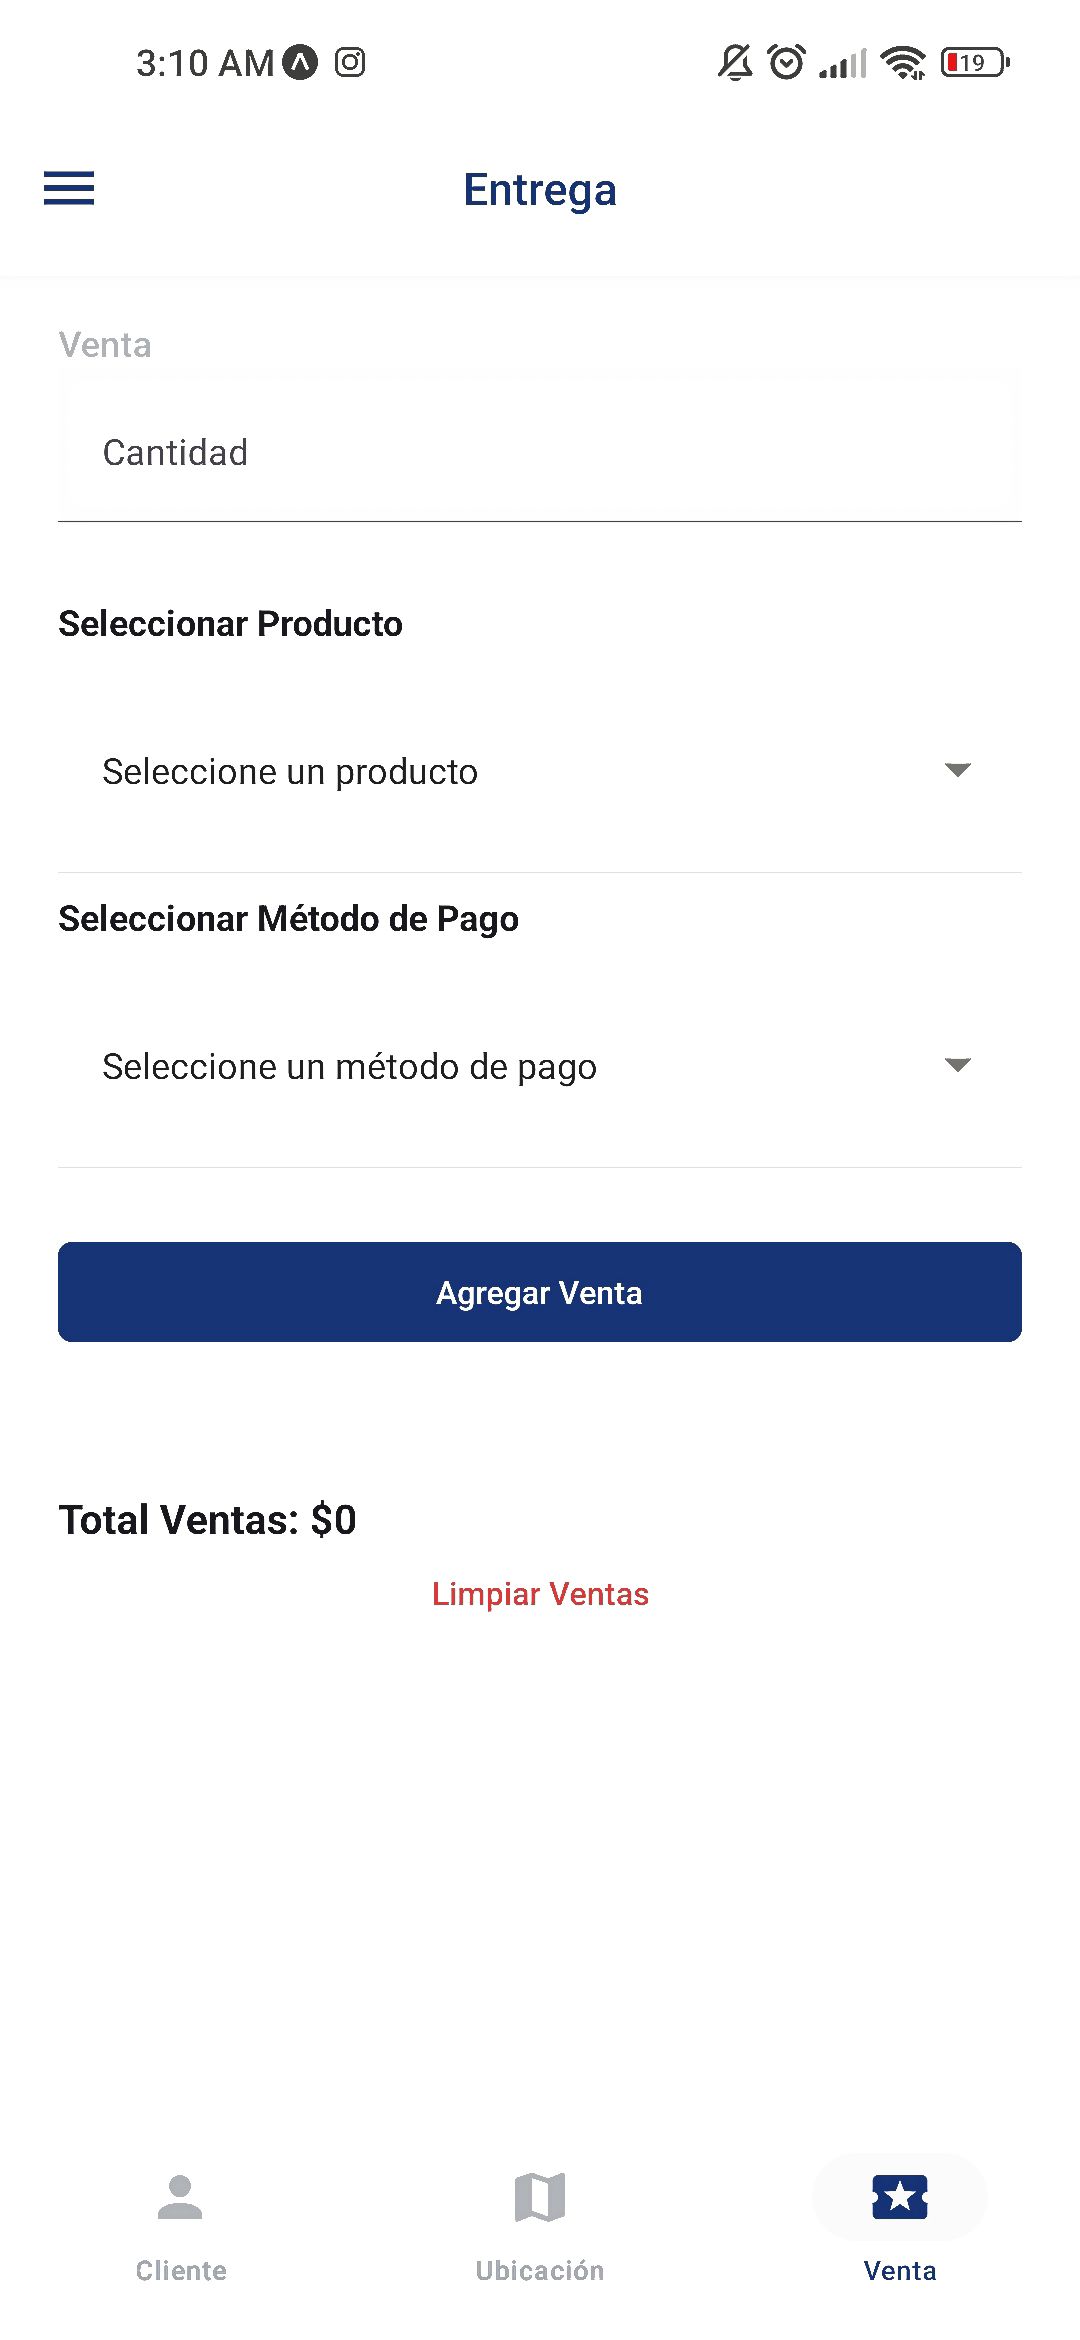 3:10 AM
19
Entrega
Venta
Cantidad
Seleccionar Producto
Seleccione un producto
Seleccionar Método de Pago
Seleccione un método de pago
Agregar Venta
Total Ventas: $0
Limpiar Ventas
Cliente
Ubicación
Venta